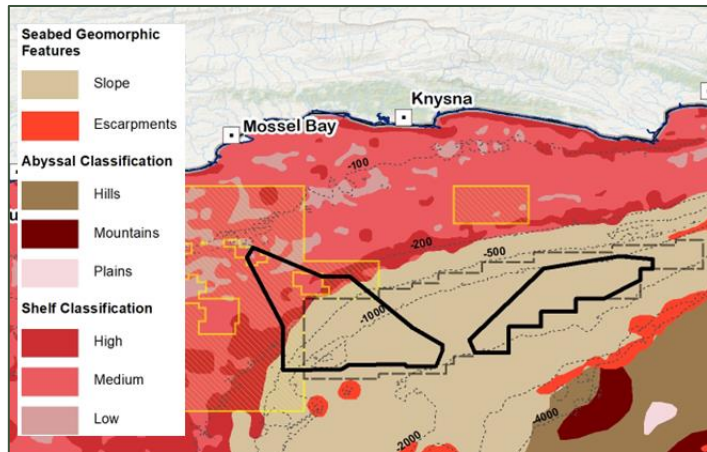 Seabed Geomorphic
Features
Slope
Escarpments
Abyssal Classification
Hills
Mountains
Plains
Shelf Classification
High
Medium
Low
Knysna
Mossel Bay
-100
-200
-500
-1000
-2000
-4000